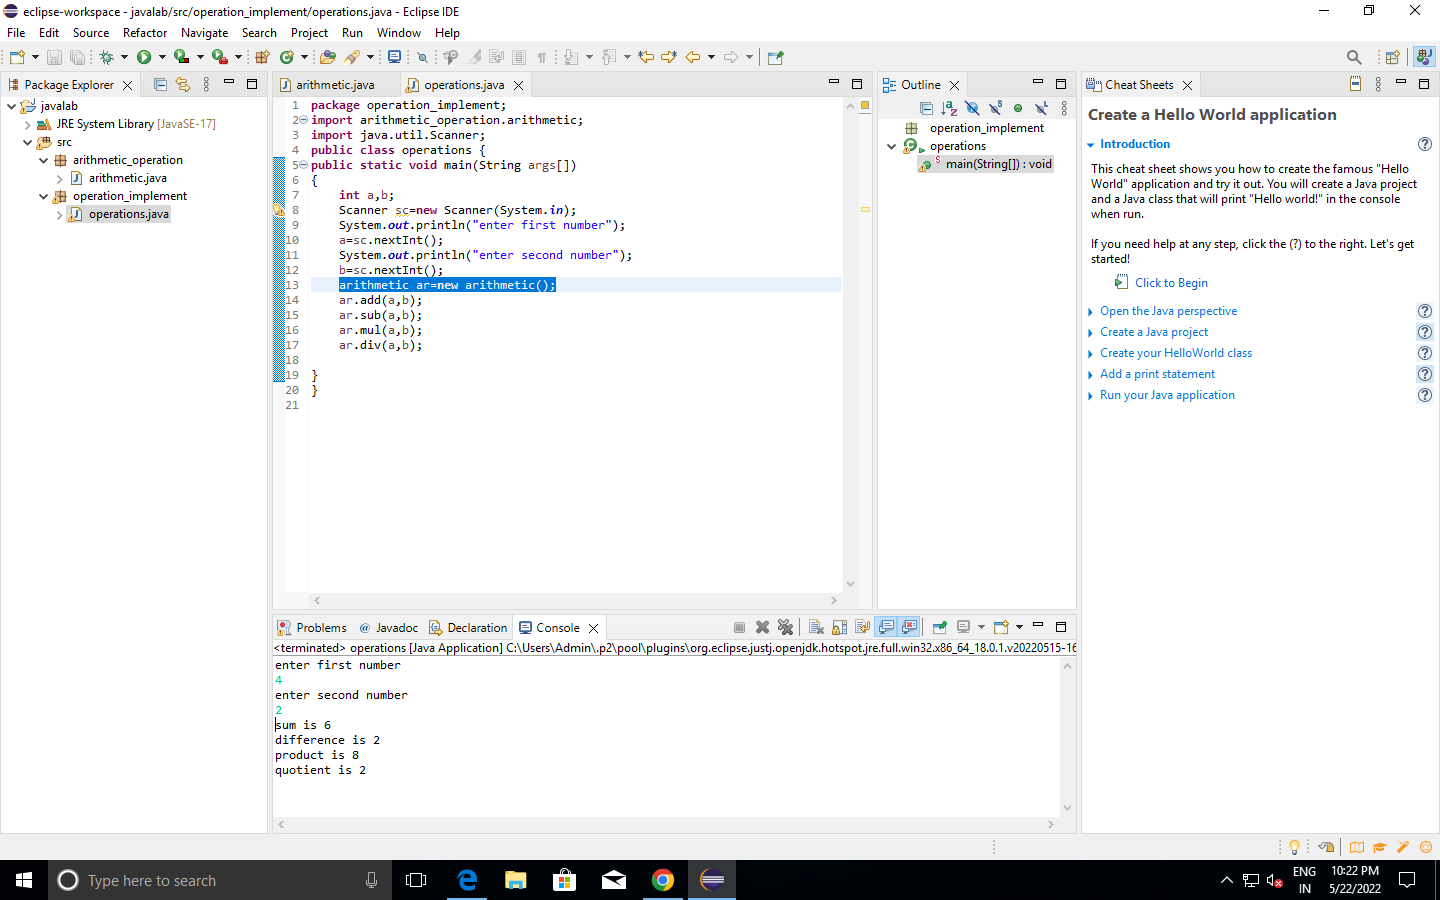 eclipse-workspace - javalab/src/operation_implement/operations.java - Eclipse IDE
File Edit Source Refactor Navigate Search Project Run Window Help
Package Explorer
javalab
JRE System Library [JavaSE-17]
src
arithmetic_operation
arithmetic.java
operation_implement
operations.java
arithmetic.java operations.java
1 package operation_implement;
2 import arithmetic_operation.arithmetic;
3 import java.util.Scanner;
4 public class operations {
5 public static void main(String args[])
6 {
7 int a,b;
8 Scanner sc=new Scanner(System.in);
9 System.out.println("enter first number");
10 a=sc.nextInt();
11 System.out.println("enter second number");
12 b=sc.nextInt();
13 arithmetic ar=new arithmetic();
14 ar.add(a,b);
15 ar.sub(a,b);
16 ar.mul(a,b);
17 ar.div(a,b);
18
19 }
20 }
21
Outline
operation_implement
operations
main(String[]) : void
Cheat Sheets
Create a Hello World application
Introduction
This cheat sheet shows you how to create the famous "Hello
World" application and try it out. You will create a Java project
and a Java class that will print "Hello world!" in the console
when run.
If you need help at any step, click the (?) to the right. Let's get
started!
Click to Begin
Open the Java perspective
Create a Java project
Create your HelloWorld class
Add a print statement
Run your Java application
Problems @ Javadoc Declaration Console
<terminated> operations [Java Application] C:\Users\Admin\.p2\pool\plugins\org.eclipse.justj.openjdk.hotspot.jre.full.win32.x86_64_18.0.1.v20220515-16
enter first number
4
enter second number
2
sum is 6
difference is 2
product is 8
quotient is 2
Type here to search
ENG
IN
10:22 PM
5/22/2022